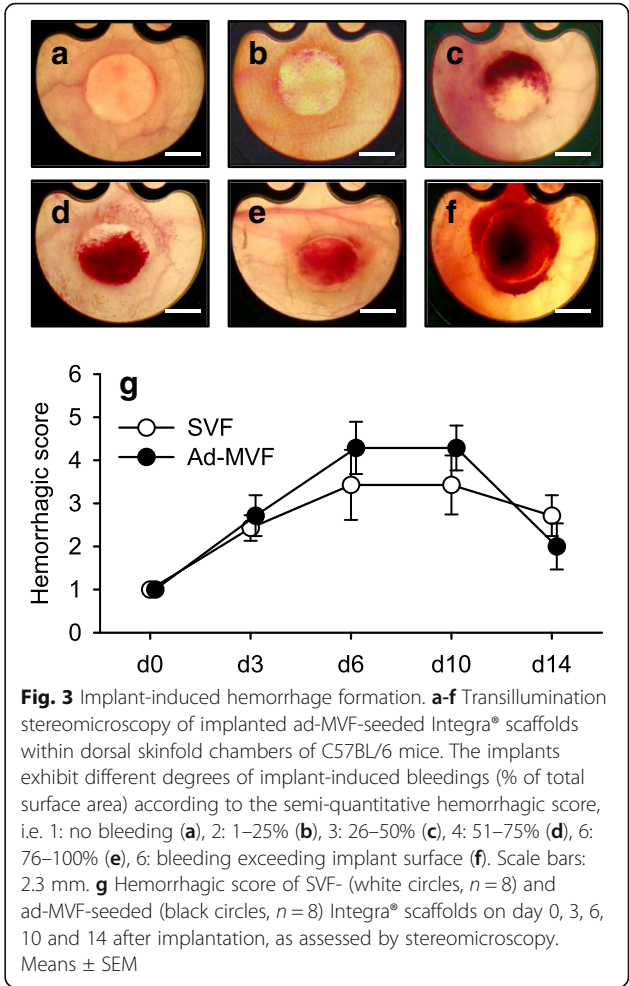 a
b
c
d
e
f
g
6
5
4
3
2
1
0
Hemorrhagic score
SVF
Ad-MVF
d0 d3 d6 d10 d14
Fig. 3 Implant-induced hemorrhage formation. a-f Transillumination
stereomicroscopy of implanted ad-MVF-seeded Integra® scaffolds
within dorsal skinfold chambers of C57BL/6 mice. The implants
exhibit different degrees of implant-induced bleedings (% of total
surface area) according to the semi-quantitative hemorrhagic score,
i.e. 1: no bleeding (a), 2: 1–25% (b), 3: 26–50% (c), 4: 51–75% (d), 6:
76–100% (e), 6: bleeding exceeding implant surface (f). Scale bars:
2.3 mm. g Hemorrhagic score of SVF- (white circles, n = 8) and
ad-MVF-seeded (black circles, n = 8) Integra® scaffolds on day 0, 3, 6,
10 and 14 after implantation, as assessed by stereomicroscopy.
Means ± SEM